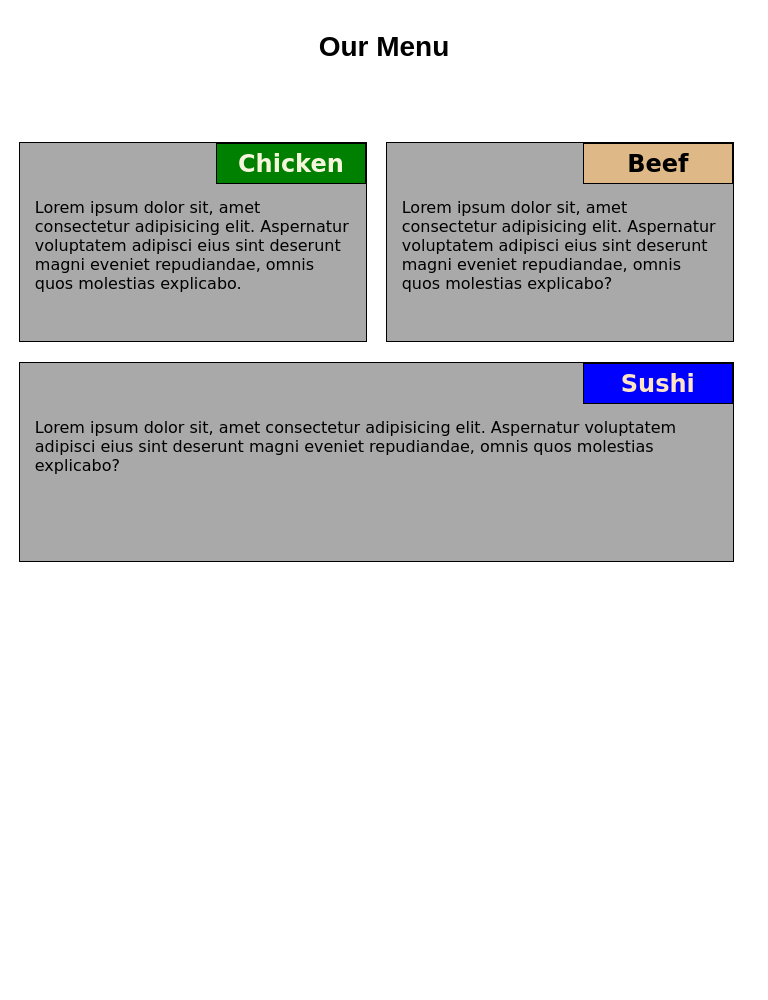 Our Menu
Chicken
Lorem ipsum dolor sit, amet
consectetur adipisicing elit. Aspernatur
voluptatem adipisci eius sint deserunt
magni eveniet repudiandae, omnis
quos molestias explicabo.
Beef
Lorem ipsum dolor sit, amet
consectetur adipisicing elit. Aspernatur
voluptatem adipisci eius sint deserunt
magni eveniet repudiandae, omnis
quos molestias explicabo?
Sushi
Lorem ipsum dolor sit, amet consectetur adipisicing elit. Aspernatur voluptatem
adipisci eius sint deserunt magni eveniet repudiandae, omnis quos molestias
explicabo?